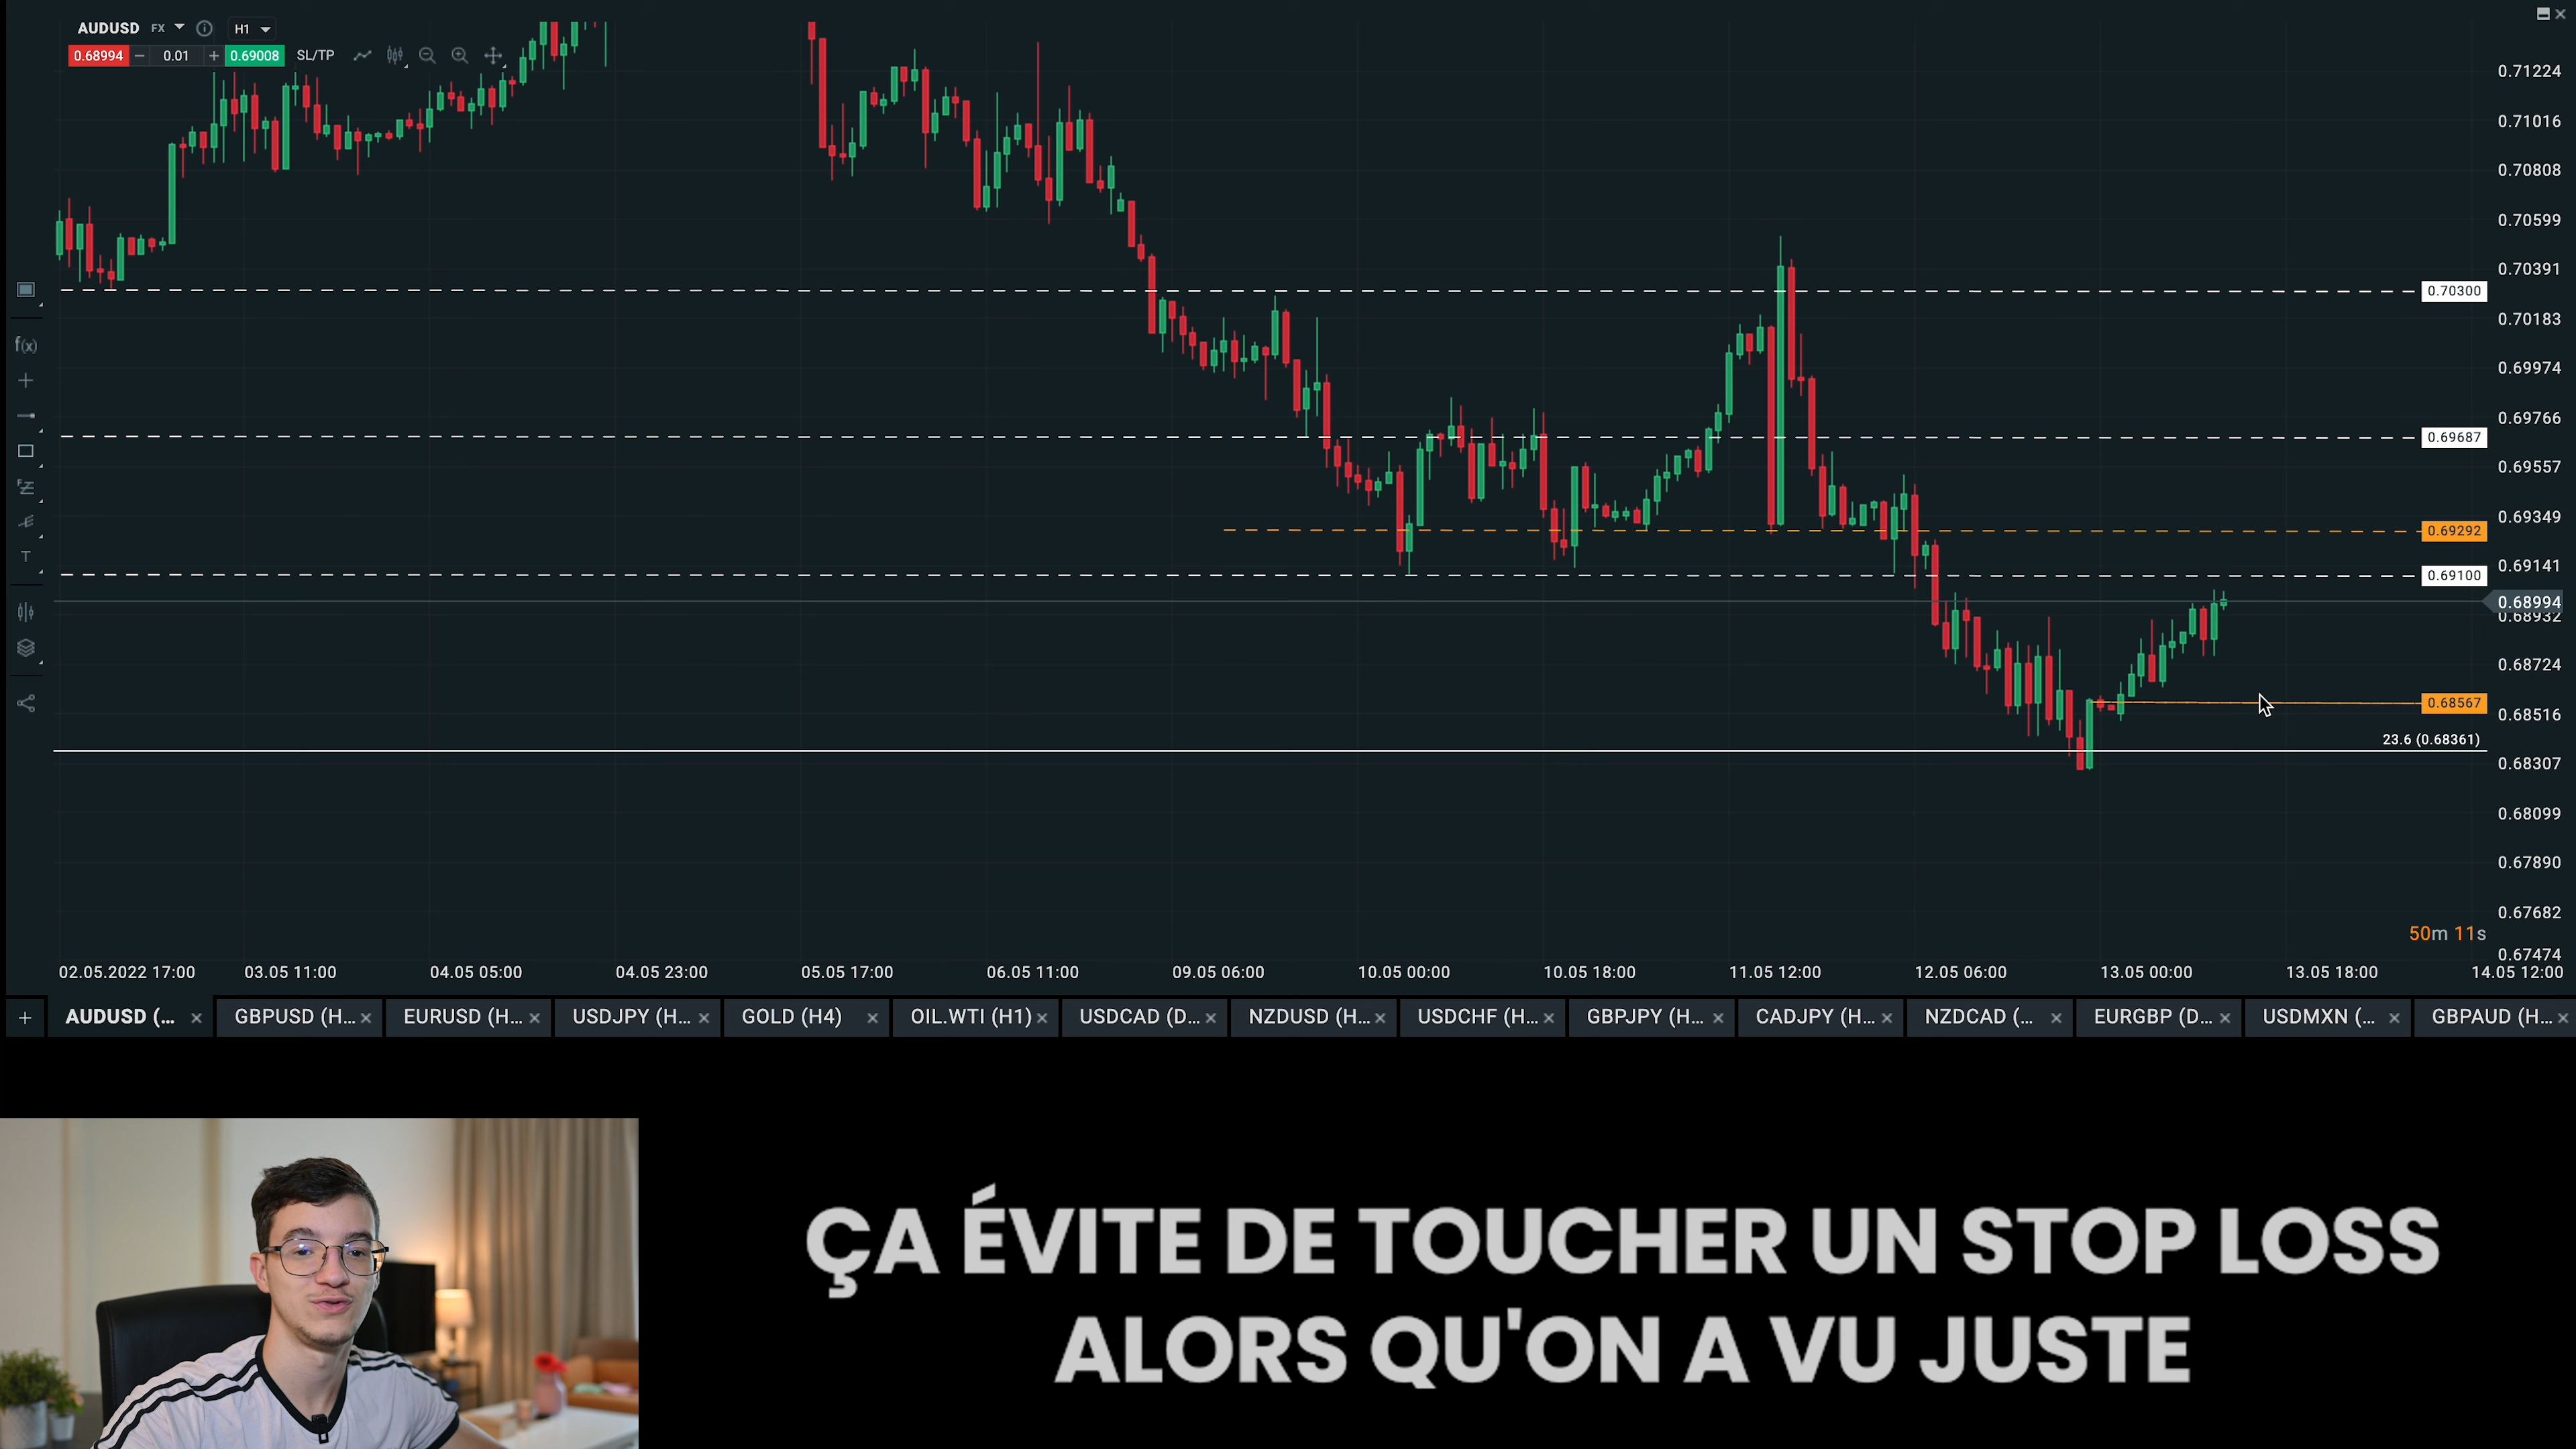 AUDUSD FX H1
0.68994 − 0.01 + 0.69008 SL/TP
0.71224
0.71016
0.70808
0.70599
0.70391
0.70300
0.70183
0.69974
0.69766
0.69687
0.69557
0.69349
0.69292
0.69141
0.69100
0.68994
0.68932
0.68724
0.68567
0.68516
23.6 (0.68361)
0.68307
0.68099
0.67890
0.67682
50m 11s
0.67474
f(x)
T
02.05.2022 17:00 03.05 11:00 04.05 05:00 04.05 23:00 05.05 17:00 06.05 11:00 09.05 06:00 10.05 00:00 10.05 18:00 11.05 12:00 12.05 06:00 13.05 00:00 13.05 18:00 14.05 12:00
+ AUDUSD (... × GBPUSD (H... × EURUSD (H... × USDJPY (H... × GOLD (H4) × OIL.WTI (H1) × USDCAD (D... × NZDUSD (H... × USDCHF (H... × GBPJPY (H... × CADJPY (H... × NZDCAD (... × EURGBP (D... × USDMXN (... × GBPAUD (H... ×
ÇA ÉVITE DE TOUCHER UN STOP LOSS
ALORS QU'ON A VU JUSTE